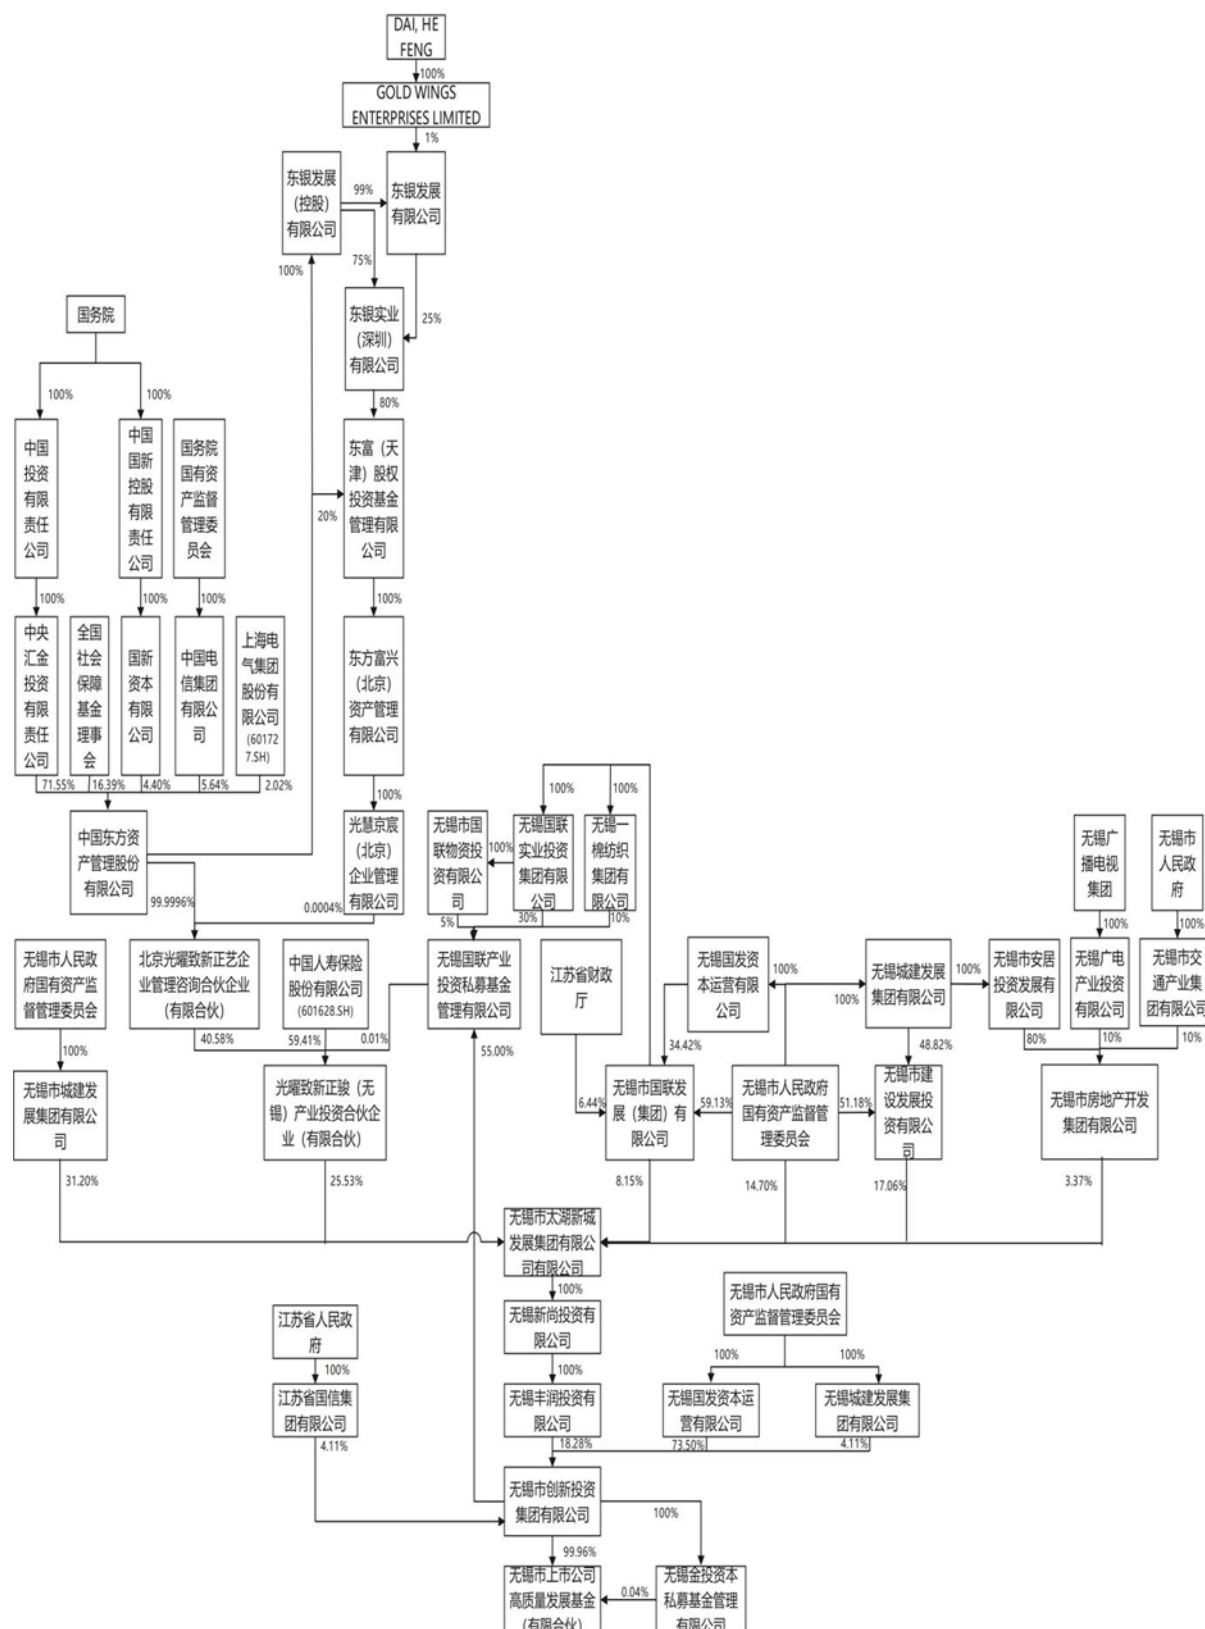 DAI, HE
FENG
100%
GOLD WINGS
ENTERPRISES LIMITED
1%
东银发展
（控股）
有限公司
99%
东银发展
有限公司
75%
100%
25%
东银实业
（深圳）
有限公司
国务院
80%
100%
100%
中国
投资
有限
责任
公司
中国
国新
控股
有限
责任
公司
国务院
国有资
产监督
管理委
员会
东富（天
津）股权
投资基金
管理有限
公司
20%
100%
100%
100%
100%
中央
汇金
投资
有限
责任
公司
全国
社会
保障
基金
理事
会
国新
资本
有限
公司
中国电
信集团
有限公
司
上海电
气集团
股份有
限公司
（60172
7.SH）
东方富兴
（北京）
资产管理
有限公司
71.55%
16.39%
4.40%
5.64%
2.02%
100%
100%
100%
中国东方资
产管理股份
有限公司
光慧京宸
（北京）
企业管理
有限公司
无锡市国
联物资投
资有限公
司
100%
无锡国联
实业投资
集团有限
公司
无锡一
棉纺织
集团有
限公司
无锡广
播电视
集团
无锡市
人民政
府
99.9996%
0.0004%
5%
30%
10%
100%
100%
无锡市人民政
府国有资产监
督管理委员会
北京光曜致新正艺企
业管理咨询合伙企业
（有限合伙）
中国人寿保险
股份有限公司
(601628.SH)
无锡国联产业
投资私募基金
管理有限公司
江苏省财政
厅
无锡国发资
本运营有限
公司
100%
100%
无锡城建发展
集团有限公司
100%
无锡市安居
投资发展有
限公司
无锡广电
产业投资
有限公司
无锡市交
通产业集
团有限公司
100%
40.58%
59.41%
0.01%
55.00%
34.42%
48.82%
80%
10%
10%
无锡市城建发
展集团有限公
司
光曜致新正骏（无
锡）产业投资合伙企
业（有限合伙）
6.44%
无锡市国联
发展（集团）有
限公司
59.13%
无锡市人民政府
国有资产监督管
理委员会
51.18%
无锡市建
设发展投
资有限公
司
无锡市房地产开发
集团有限公司
31.20%
25.53%
8.15%
14.70%
17.06%
3.37%
无锡市太湖新城
发展集团有限公
司有限公司
100%
江苏省人民政
府
无锡新尚投资有
限公司
无锡市人民政府国有
资产监督管理委员会
100%
100%
100%
100%
江苏省国信集
团有限公司
无锡丰润投资有
限公司
无锡国发资本运
营有限公司
无锡城建发展集
团有限公司
4.11%
18.28%
73.50%
4.11%
无锡市创新投资
集团有限公司
100%
99.96%
无锡市上市公司
高质量发展基金
（有限合伙）
0.04%
无锡金投资本
私募基金管理
有限公司